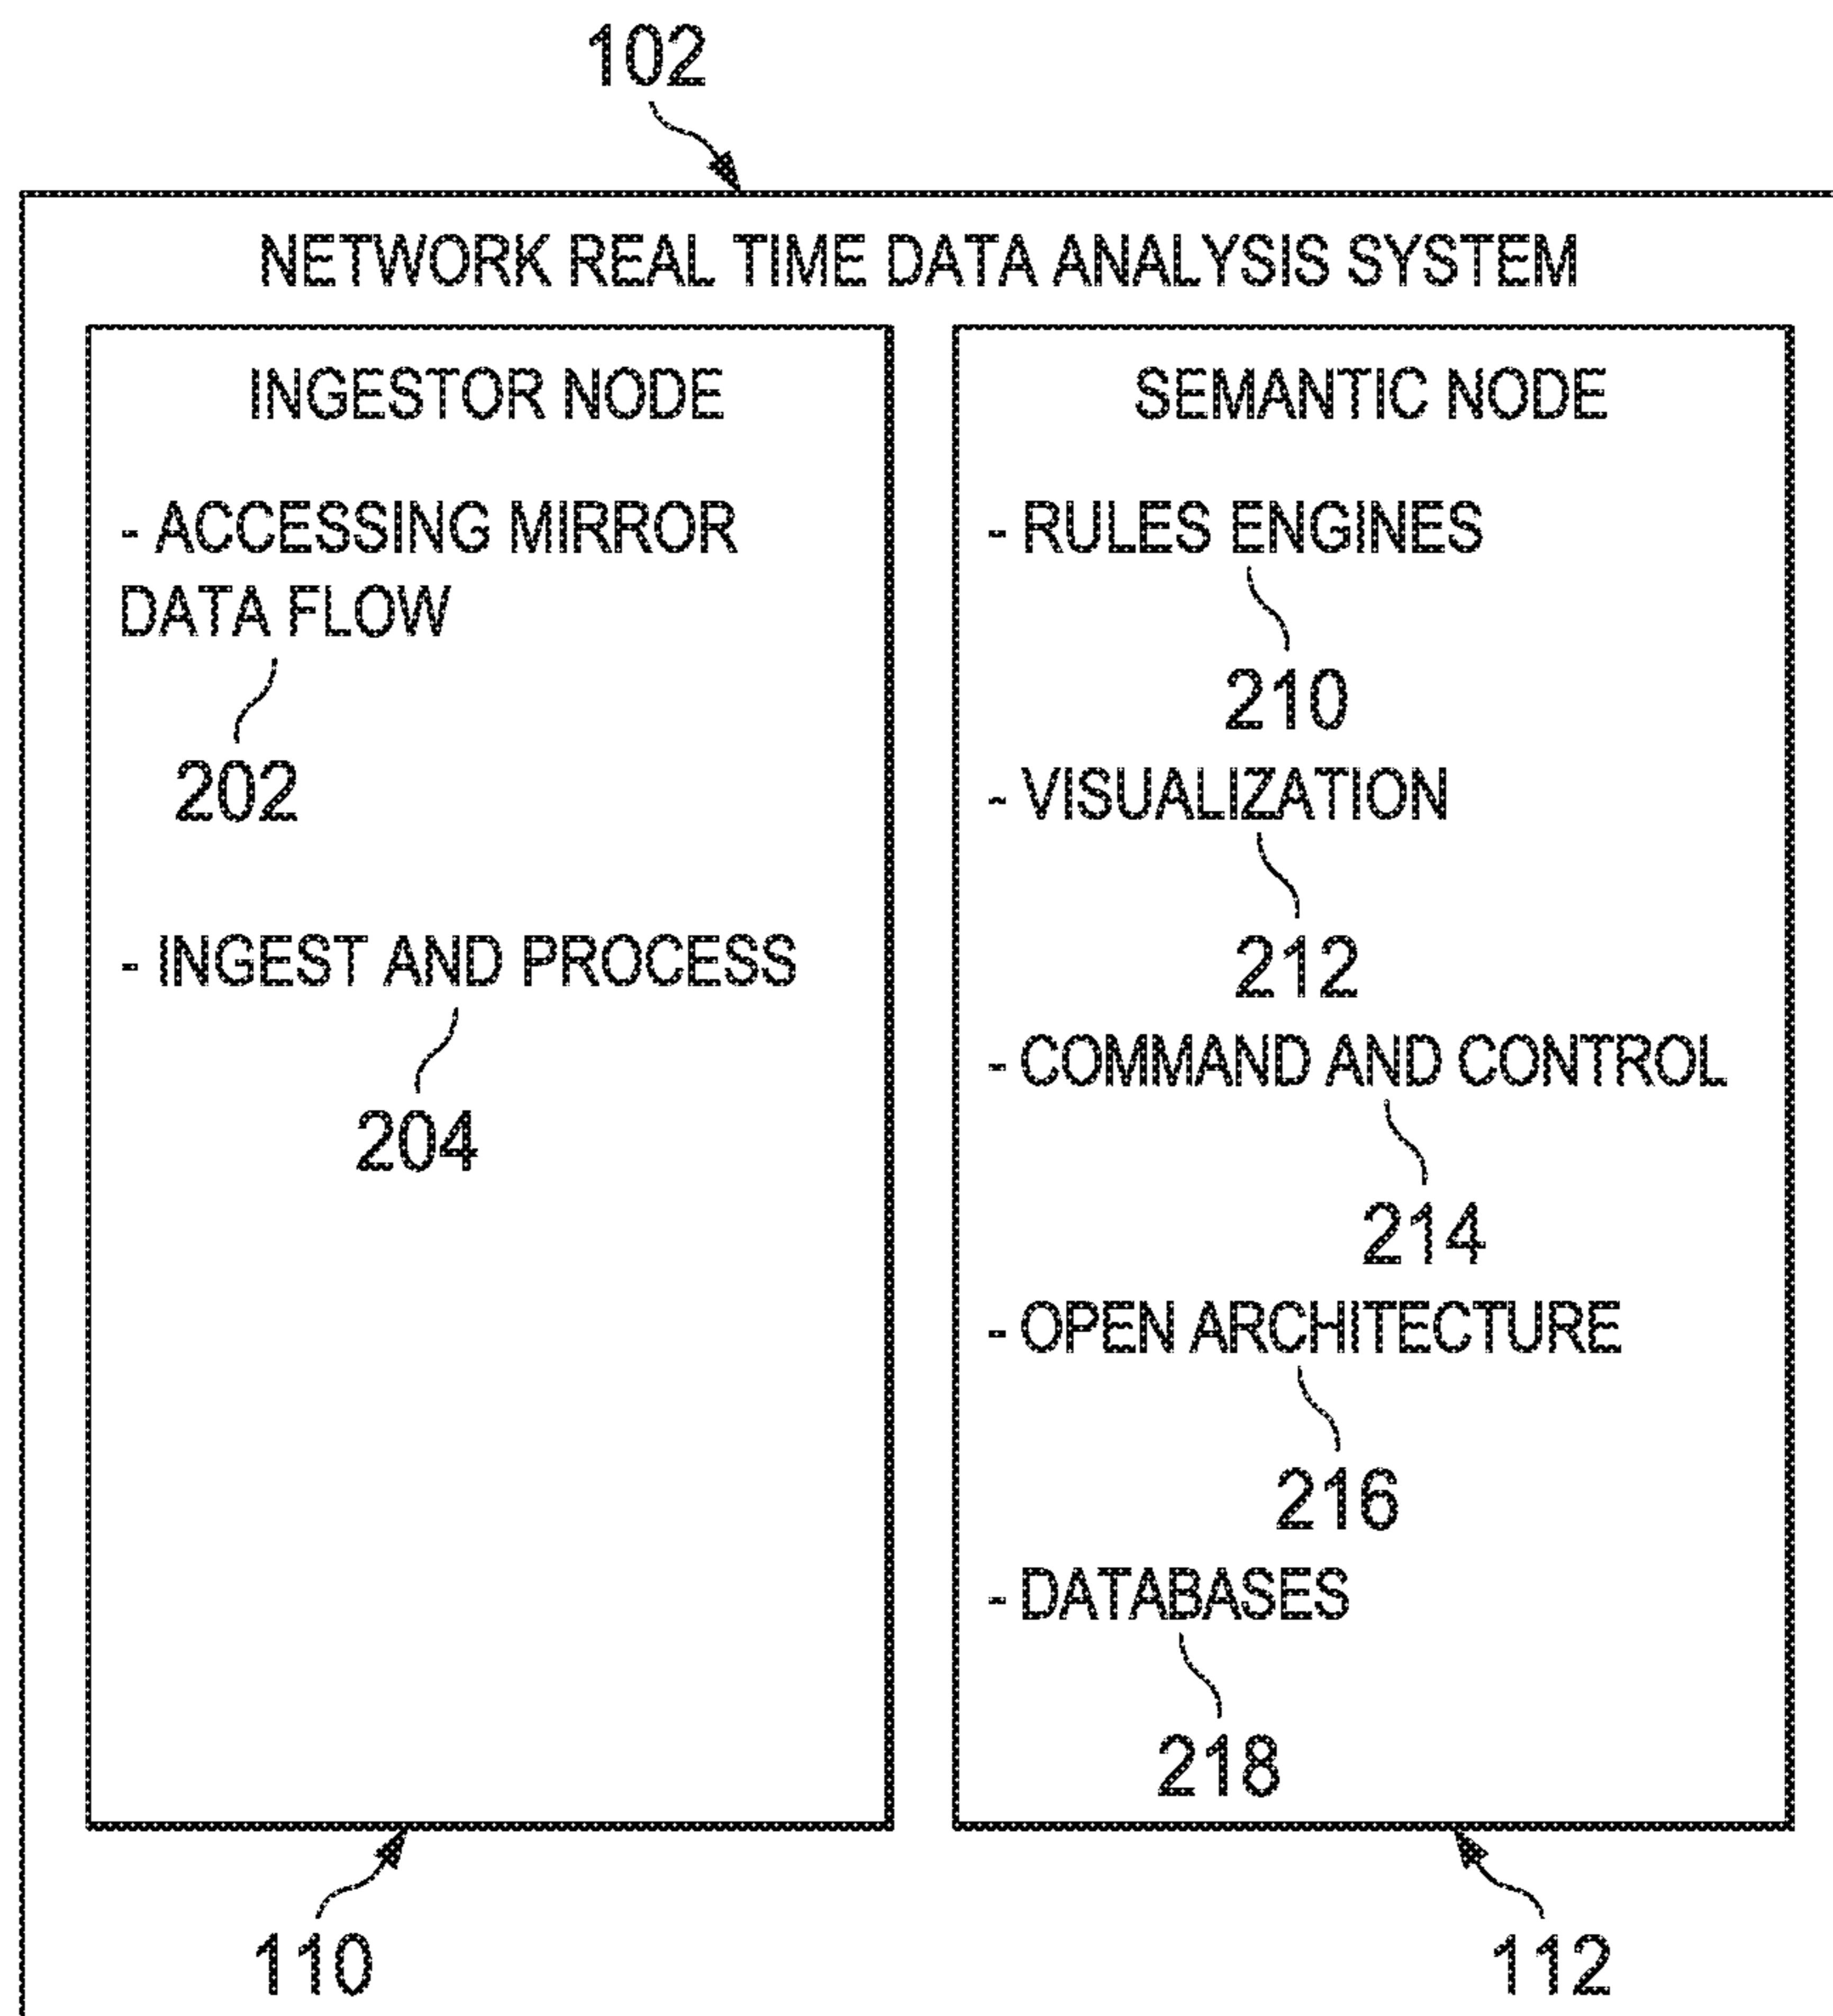 102
NETWORK REAL TIME DATA ANALYSIS SYSTEM
INGESTOR NODE
- ACCESSING MIRROR
DATA FLOW
202
- INGEST AND PROCESS
204
110
SEMANTIC NODE
- RULES ENGINES
210
- VISUALIZATION
212
- COMMAND AND CONTROL
214
- OPEN ARCHITECTURE
216
- DATABASES
218
112